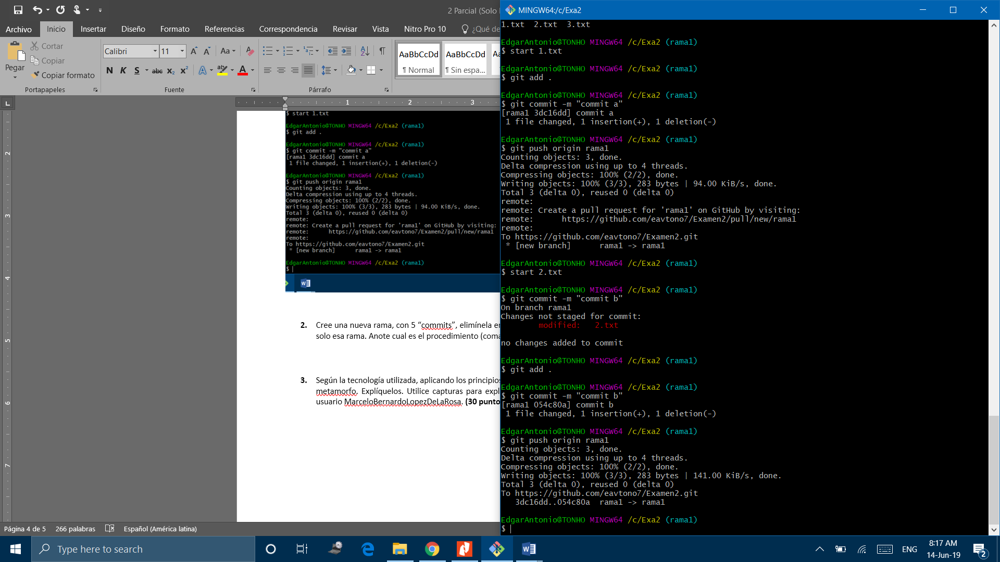 2 Parcial (Solo
Archivo Inicio Insertar Diseño Formato Referencias Correspondencia Revisar Vista Nitro Pro 10 ¿Qué de
Pegar
Cortar
Copiar
Copiar formato
Portapapeles
Calibri 11
Aa
N K S abc x₂ x²
A A
Fuente
Párrafo
AaBbCcDd AaBbCcDd
¶ Normal ¶ Sin espa...
L
1 2 3
2
3
4
5
6
7
$ start 1.txt
EdgarAntonio@TONHO MINGW64 /c/Exa2 (rama1)
$ git add .
EdgarAntonio@TONHO MINGW64 /c/Exa2 (rama1)
$ git commit -m "commit a"
[rama1 3dc16dd] commit a
1 file changed, 1 insertion(+), 1 deletion(-)
EdgarAntonio@TONHO MINGW64 /c/Exa2 (rama1)
$ git push origin rama1
Counting objects: 3, done.
Delta compression using up to 4 threads.
Compressing objects: 100% (2/2), done.
Writing objects: 100% (3/3), 283 bytes | 94.00 KiB/s, done.
Total 3 (delta 0), reused 0 (delta 0)
remote:
remote: Create a pull request for 'rama1' on GitHub by visiting:
remote: https://github.com/eavtono7/Examen2/pull/new/rama1
remote:
To https://github.com/eavtono7/Examen2.git
* [new branch] rama1 -> rama1
EdgarAntonio@TONHO MINGW64 /c/Exa2 (rama1)
$
2. Cree una nueva rama, con 5 “commits”, elimínela
solo esa rama. Anote cual es el procedimiento
3. Según la tecnología utilizada, aplicando los principios
metamorfo. Explíquelos. Utilice capturas para
usuario MarceloBernardoLopezDeLaRosa. (30 punto
Página 4 de 5 266 palabras Español (América latina)
MINGW64:/c/Exa2
1.txt 2.txt 3.txt
EdgarAntonio@TONHO MINGW64 /c/Exa2 (rama1)
$ start 1.txt
EdgarAntonio@TONHO MINGW64 /c/Exa2 (rama1)
$ git add .
EdgarAntonio@TONHO MINGW64 /c/Exa2 (rama1)
$ git commit -m "commit a"
[rama1 3dc16dd] commit a
1 file changed, 1 insertion(+), 1 deletion(-)
EdgarAntonio@TONHO MINGW64 /c/Exa2 (rama1)
$ git push origin rama1
Counting objects: 3, done.
Delta compression using up to 4 threads.
Compressing objects: 100% (2/2), done.
Writing objects: 100% (3/3), 283 bytes | 94.00 KiB/s, done.
Total 3 (delta 0), reused 0 (delta 0)
remote:
remote: Create a pull request for 'rama1' on GitHub by visiting:
remote: https://github.com/eavtono7/Examen2/pull/new/rama1
remote:
To https://github.com/eavtono7/Examen2.git
* [new branch] rama1 -> rama1
EdgarAntonio@TONHO MINGW64 /c/Exa2 (rama1)
$ start 2.txt
EdgarAntonio@TONHO MINGW64 /c/Exa2 (rama1)
$ git commit -m "commit b"
On branch rama1
Changes not staged for commit:
modified: 2.txt
no changes added to commit
EdgarAntonio@TONHO MINGW64 /c/Exa2 (rama1)
$ git add .
EdgarAntonio@TONHO MINGW64 /c/Exa2 (rama1)
$ git commit -m "commit b"
[rama1 054c80a] commit b
1 file changed, 1 insertion(+), 1 deletion(-)
EdgarAntonio@TONHO MINGW64 /c/Exa2 (rama1)
$ git push origin rama1
Counting objects: 3, done.
Delta compression using up to 4 threads.
Compressing objects: 100% (2/2), done.
Writing objects: 100% (3/3), 283 bytes | 141.00 KiB/s, done.
Total 3 (delta 0), reused 0 (delta 0)
To https://github.com/eavtono7/Examen2.git
3dc16dd..054c80a rama1 -> rama1
EdgarAntonio@TONHO MINGW64 /c/Exa2 (rama1)
$
Type here to search
ENG
8:17 AM
14-Jun-19
2